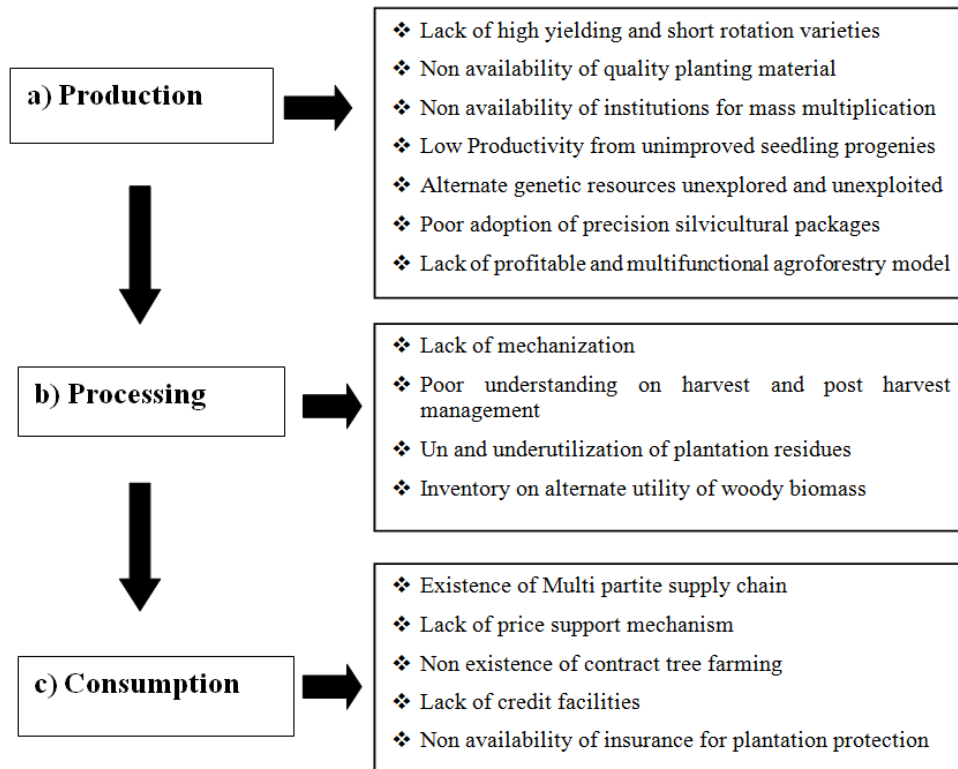 a) Production
❖ Lack of high yielding and short rotation varieties
❖ Non availability of quality planting material
❖ Non availability of institutions for mass multiplication
❖ Low Productivity from unimproved seedling progenies
❖ Alternate genetic resources unexplored and unexploited
❖ Poor adoption of precision silvicultural packages
❖ Lack of profitable and multifunctional agroforestry model
b) Processing
❖ Lack of mechanization
❖ Poor understanding on harvest and post harvest
management
❖ Un and underutilization of plantation residues
❖ Inventory on alternate utility of woody biomass
c) Consumption
❖ Existence of Multi partite supply chain
❖ Lack of price support mechanism
❖ Non existence of contract tree farming
❖ Lack of credit facilities
❖ Non availability of insurance for plantation protection